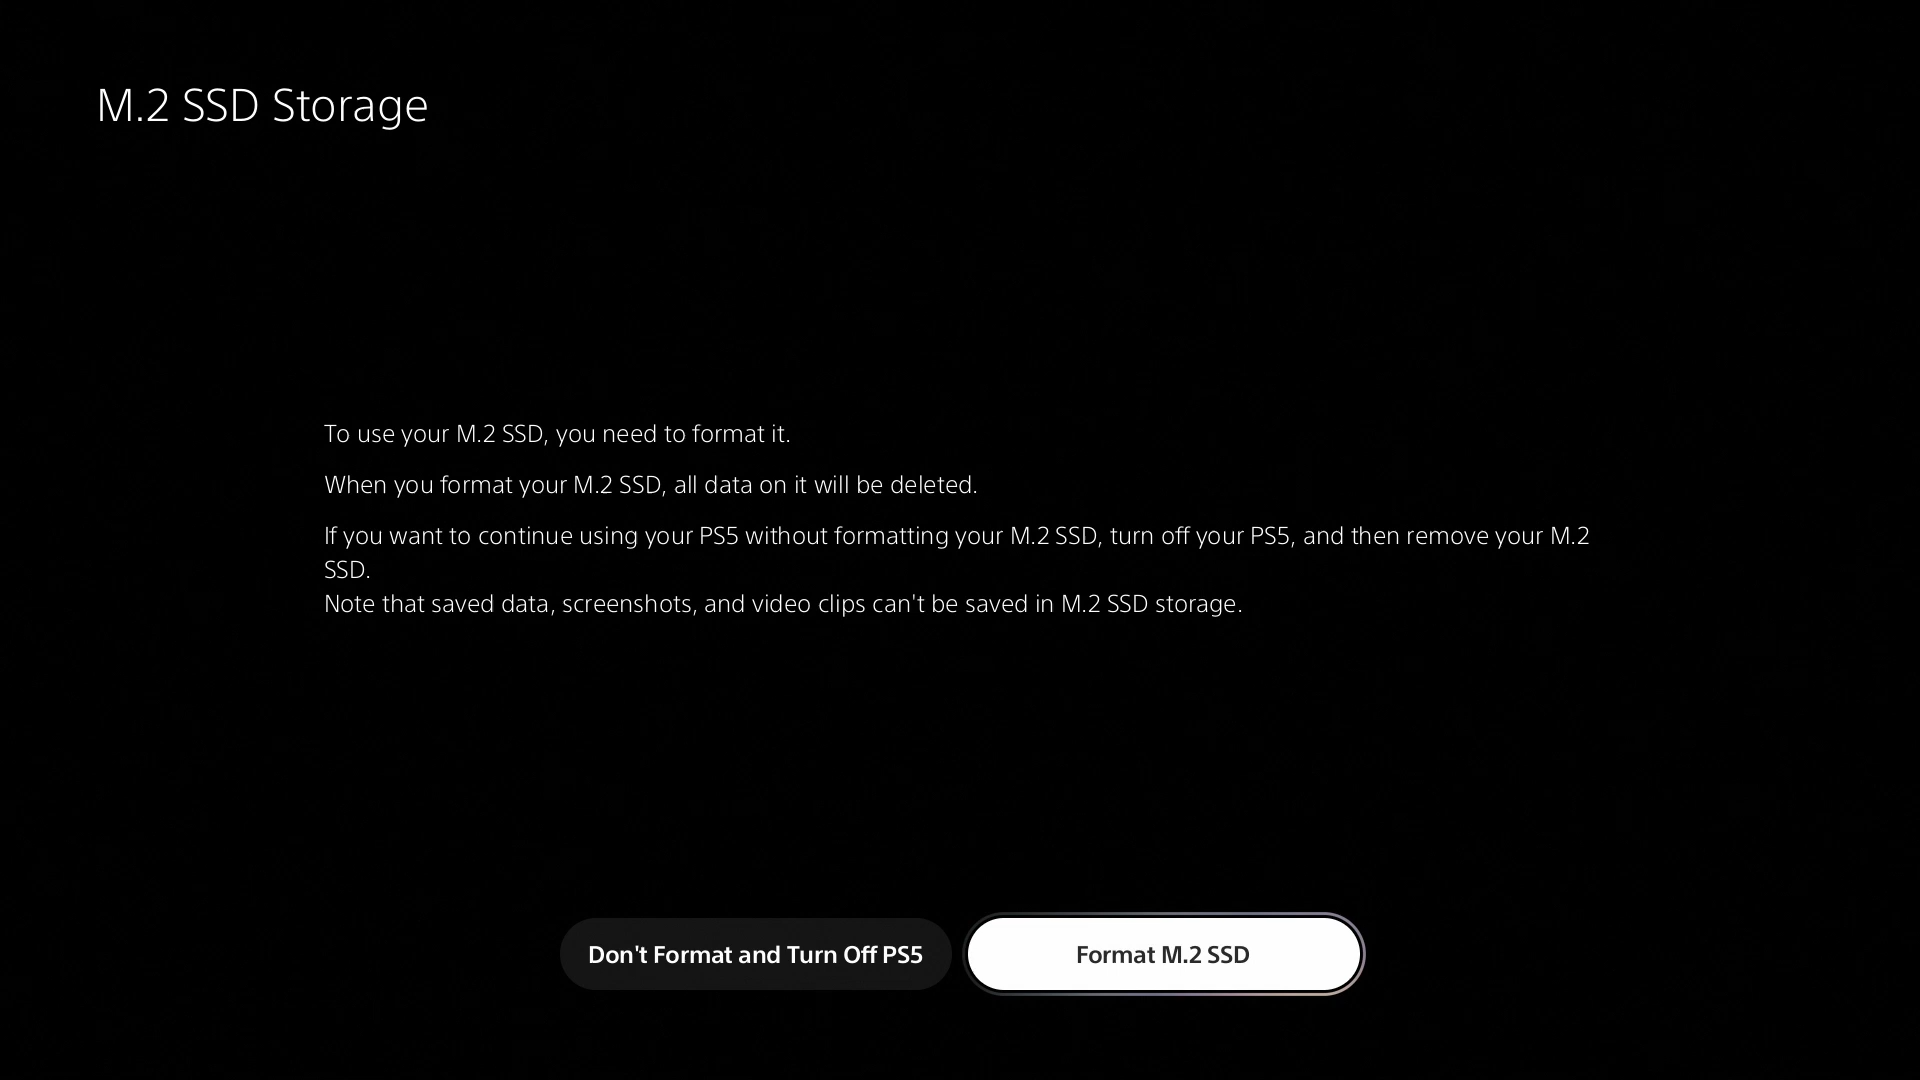 M.2 SSD Storage
To use your M.2 SSD, you need to format it.
When you format your M.2 SSD, all data on it will be deleted.
If you want to continue using your PS5 without formatting your M.2 SSD, turn off your PS5, and then remove your M.2
SSD.
Note that saved data, screenshots, and video clips can't be saved in M.2 SSD storage.
Don't Format and Turn Off PS5
Format M.2 SSD